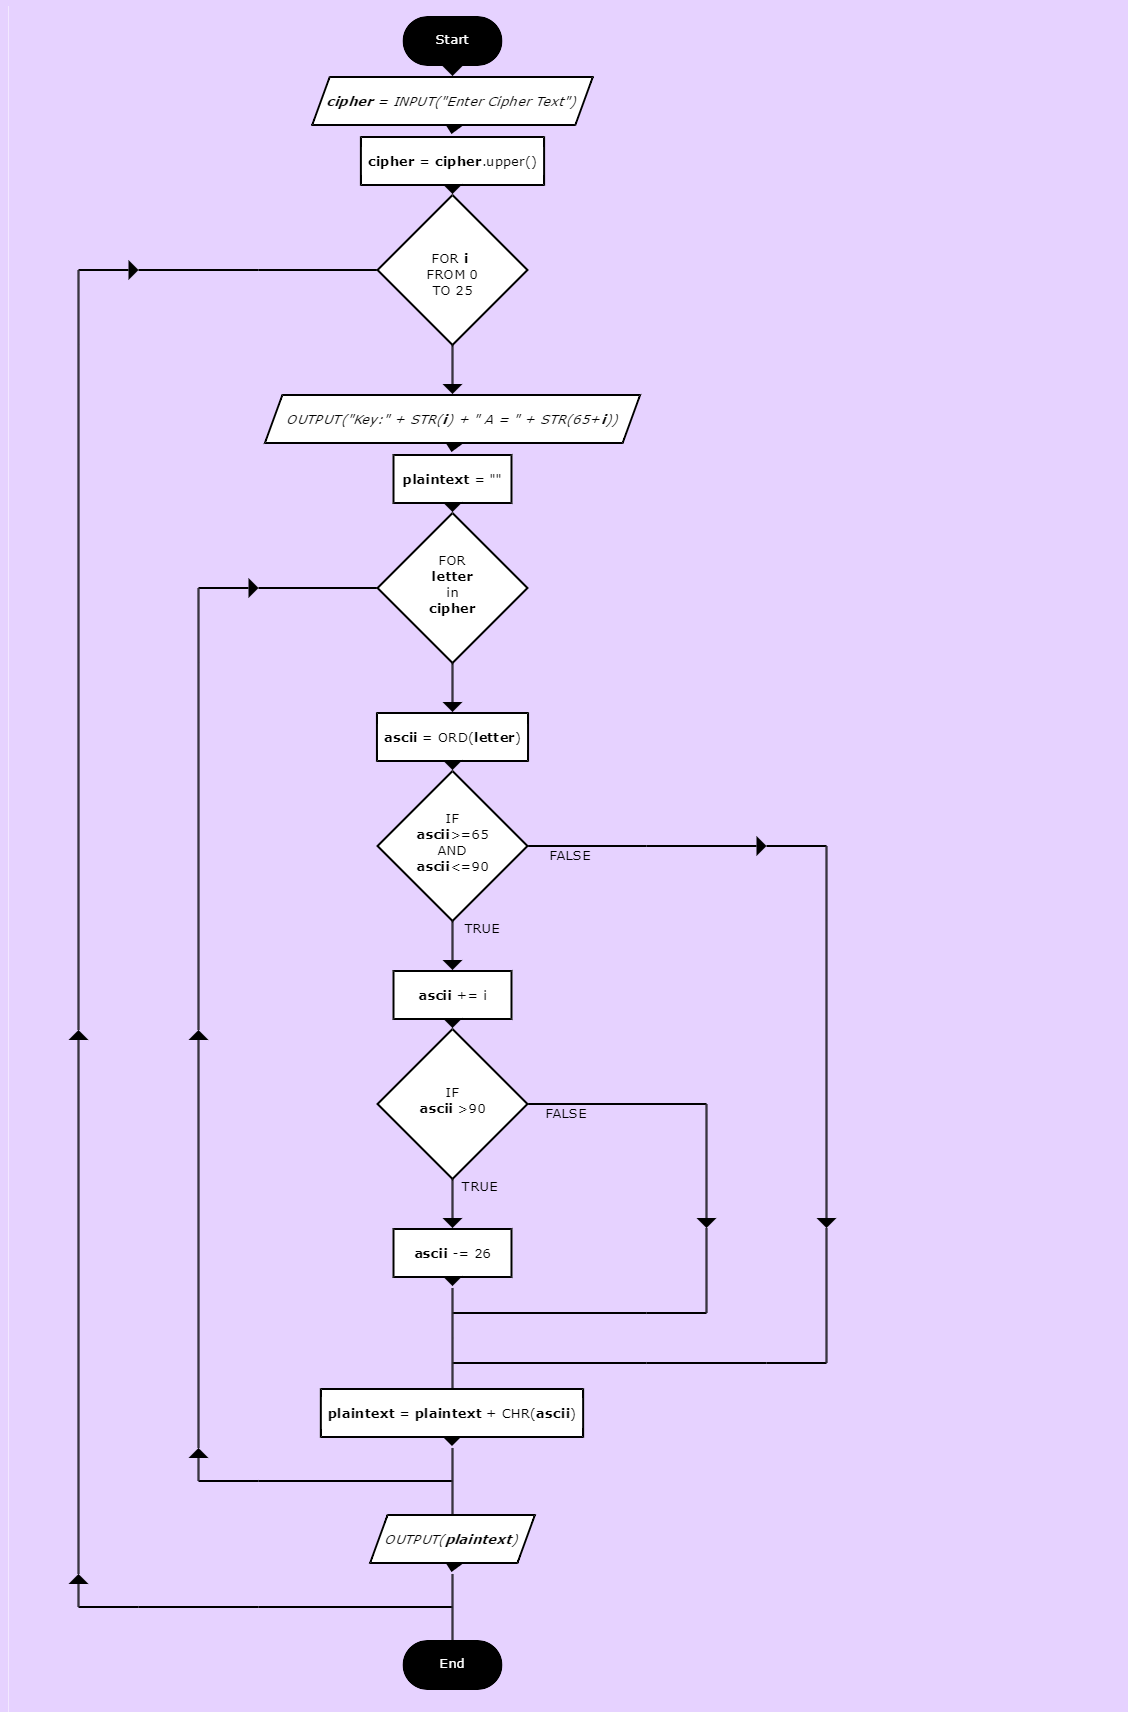 Start
cipher = INPUT("Enter Cipher Text")
cipher = cipher.upper()
FOR i
FROM 0
TO 25
OUTPUT("Key:" + STR(i) + " A = " + STR(65+i))
plaintext = ""
FOR
letter
in
cipher
ascii = ORD(letter)
IF
ascii>=65
AND
ascii<=90
FALSE
TRUE
ascii += i
IF
ascii >90
FALSE
TRUE
ascii -= 26
plaintext = plaintext + CHR(ascii)
OUTPUT(plaintext)
End